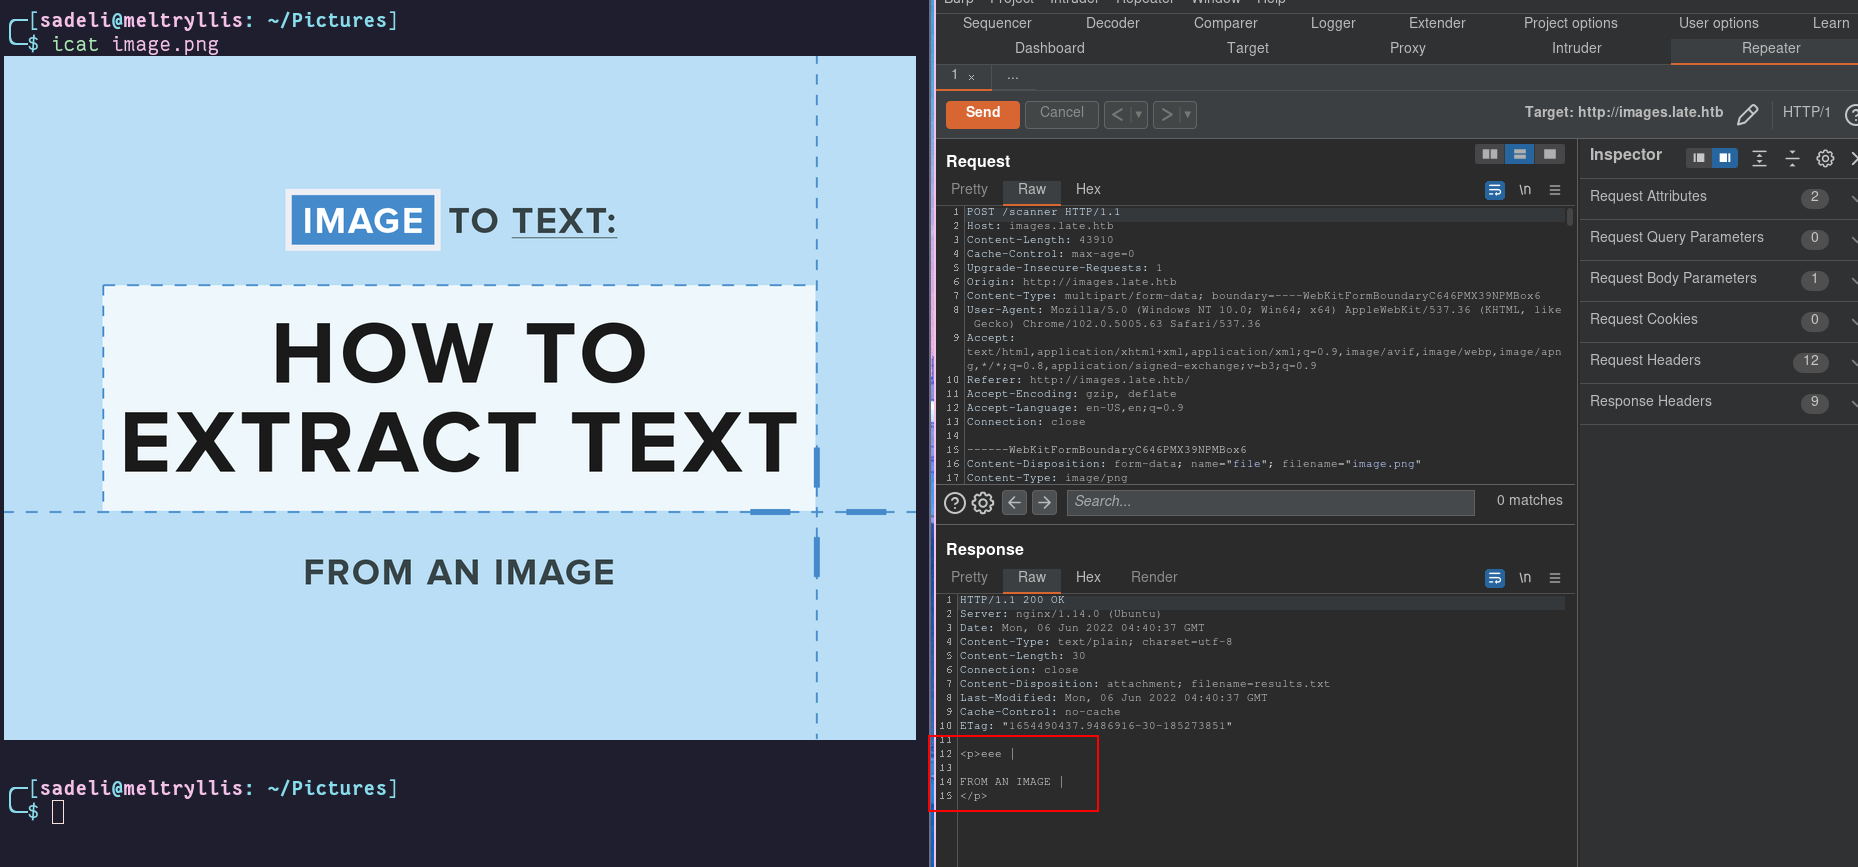 [sadeli@meltryllis: ~/Pictures]
$ icat image.png
IMAGE TO TEXT:
HOW TO
EXTRACT TEXT
FROM AN IMAGE
[sadeli@meltryllis: ~/Pictures]
$
Burp Project Intruder Repeater Window Help
Sequencer Decoder Comparer Logger Extender Project options User options Learn
Dashboard Target Proxy Intruder Repeater
1 × ...
Send Cancel < > Target: http://images.late.htb HTTP/1 ?
Request
Pretty Raw Hex \n
1 POST /scanner HTTP/1.1
2 Host: images.late.htb
3 Content-Length: 43910
4 Cache-Control: max-age=0
5 Upgrade-Insecure-Requests: 1
6 Origin: http://images.late.htb
7 Content-Type: multipart/form-data; boundary=----WebKitFormBoundaryC646PMX39NPMBox6
8 User-Agent: Mozilla/5.0 (Windows NT 10.0; Win64; x64) AppleWebKit/537.36 (KHTML, like
Gecko) Chrome/102.0.5005.63 Safari/537.36
9 Accept:
text/html,application/xhtml+xml,application/xml;q=0.9,image/avif,image/webp,image/apn
g,*/*;q=0.8,application/signed-exchange;v=b3;q=0.9
10 Referer: http://images.late.htb/
11 Accept-Encoding: gzip, deflate
12 Accept-Language: en-US,en;q=0.9
13 Connection: close
14
15 ------WebKitFormBoundaryC646PMX39NPMBox6
16 Content-Disposition: form-data; name="file"; filename="image.png"
17 Content-Type: image/png
? Search... 0 matches
Response
Pretty Raw Hex Render \n
1 HTTP/1.1 200 OK
2 Server: nginx/1.14.0 (Ubuntu)
3 Date: Mon, 06 Jun 2022 04:40:37 GMT
4 Content-Type: text/plain; charset=utf-8
5 Content-Length: 30
6 Connection: close
7 Content-Disposition: attachment; filename=results.txt
8 Last-Modified: Mon, 06 Jun 2022 04:40:37 GMT
9 Cache-Control: no-cache
10 ETag: "1654490437.9486916-30-185273851"
11
12 <p>eee |
13
14 FROM AN IMAGE |
15 </p>
Inspector
Request Attributes 2
Request Query Parameters 0
Request Body Parameters 1
Request Cookies 0
Request Headers 12
Response Headers 9